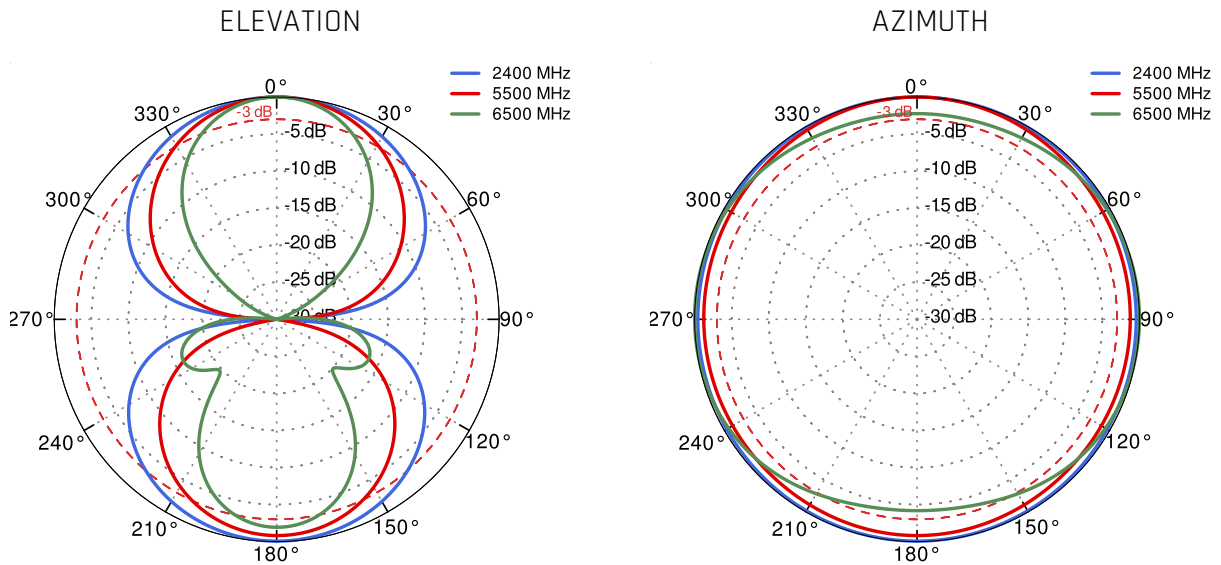 ELEVATION
2400 MHz
5500 MHz
6500 MHz
0°
330°
30°
-3 dB
-5 dB
-10 dB
300°
60°
-15 dB
-20 dB
-25 dB
-30 dB
270°
90°
240°
120°
210°
150°
180°
AZIMUTH
2400 MHz
5500 MHz
6500 MHz
0°
330°
30°
-3 dB
-5 dB
-10 dB
300°
60°
-15 dB
-20 dB
-25 dB
-30 dB
270°
90°
240°
120°
210°
150°
180°